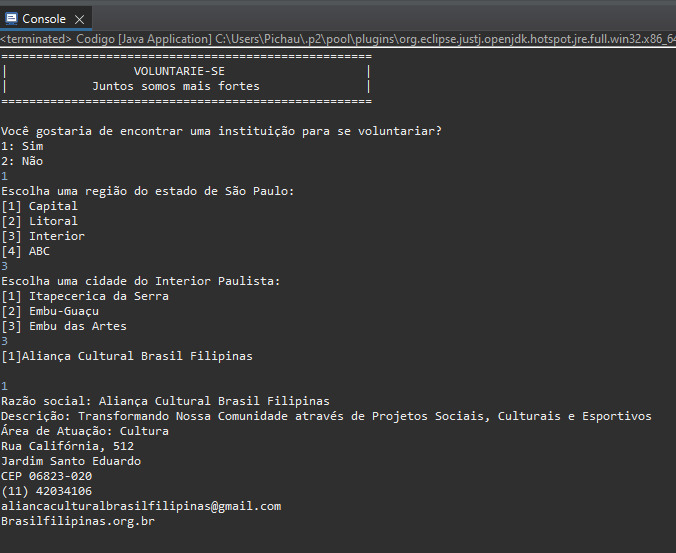 Console
<terminated> Codigo [Java Application] C:\Users\Pichau\.p2\pool\plugins\org.eclipse.justj.openjdk.hotspot.jre.full.win32.x86_64
=====================================================
| VOLUNTARIE-SE |
| Juntos somos mais fortes |
=====================================================
Você gostaria de encontrar uma instituição para se voluntariar?
1: Sim
2: Não
1
Escolha uma região do estado de São Paulo:
[1] Capital
[2] Litoral
[3] Interior
[4] ABC
3
Escolha uma cidade do Interior Paulista:
[1] Itapecerica da Serra
[2] Embu-Guaçu
[3] Embu das Artes
3
[1]Aliança Cultural Brasil Filipinas
1
Razão social: Aliança Cultural Brasil Filipinas
Descrição: Transformando Nossa Comunidade através de Projetos Sociais, Culturais e Esportivos
Área de Atuação: Cultura
Rua Califórnia, 512
Jardim Santo Eduardo
CEP 06823-020
(11) 42034106
aliancaculturalbrasilfilipinas@gmail.com
Brasilfilipinas.org.br